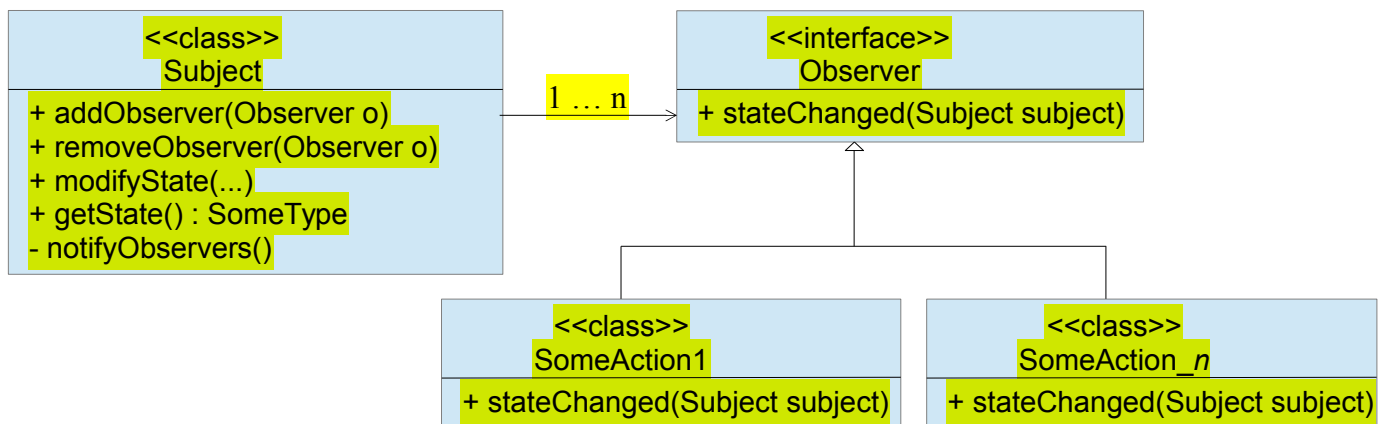 <<class>>
Subject
+ addObserver(Observer o)
+ removeObserver(Observer o)
+ modifyState(...)
+ getState() : SomeType
- notifyObservers()
1 … n
<<interface>>
Observer
+ stateChanged(Subject subject)
<<class>>
SomeAction1
+ stateChanged(Subject subject)
<<class>>
SomeAction_n
+ stateChanged(Subject subject)